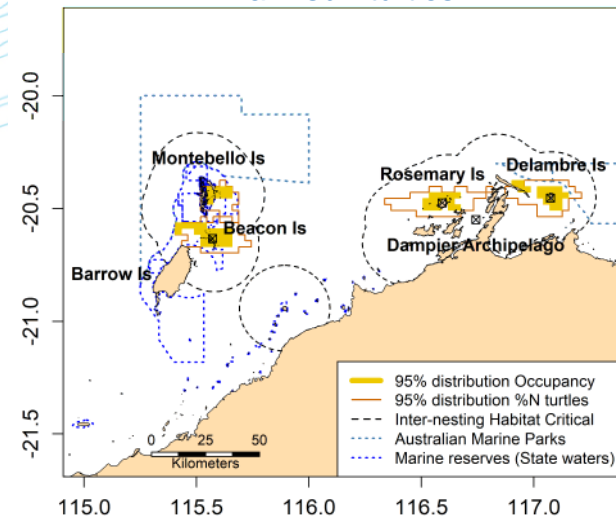 -20.0
-20.5
-21.0
-21.5
Montebello Is
Beacon Is
Barrow Is
Rosemary Is
Delambre Is
Dampier Archipelago
0 25 50
Kilometers
95% distribution Occupancy
95% distribution %N turtles
Inter-nesting Habitat Critical
Australian Marine Parks
Marine reserves (State waters)
115.0 115.5 116.0 116.5 117.0